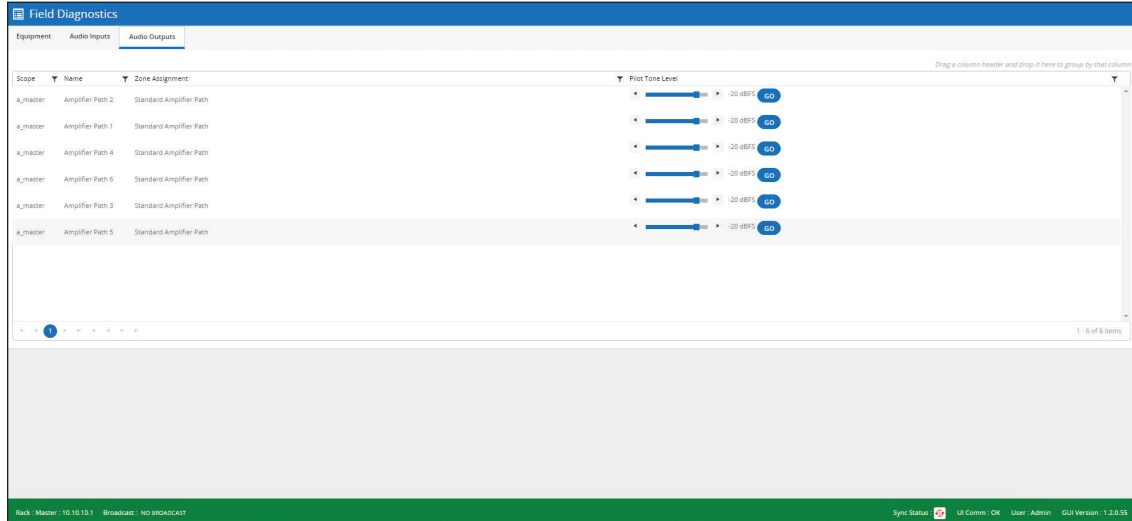 Field Diagnostics
Equipment Audio Inputs Audio Outputs
Drag a column header and drop it here to group by that column
Scope Name Zone Assignment Pilot Tone Level
a_master Amplifier Path 2 Standard Amplifier Path -20 dBFS GO
a_master Amplifier Path 1 Standard Amplifier Path -20 dBFS GO
a_master Amplifier Path 4 Standard Amplifier Path -20 dBFS GO
a_master Amplifier Path 6 Standard Amplifier Path -20 dBFS GO
a_master Amplifier Path 3 Standard Amplifier Path -20 dBFS GO
a_master Amplifier Path 5 Standard Amplifier Path -20 dBFS GO
1 1 - 6 of 6 items
Rack : Master : 10.10.10.1 Broadcast : NO BROADCAST Sync Status : UI Comm : OK User : Admin GUI Version : 1.2.0.55